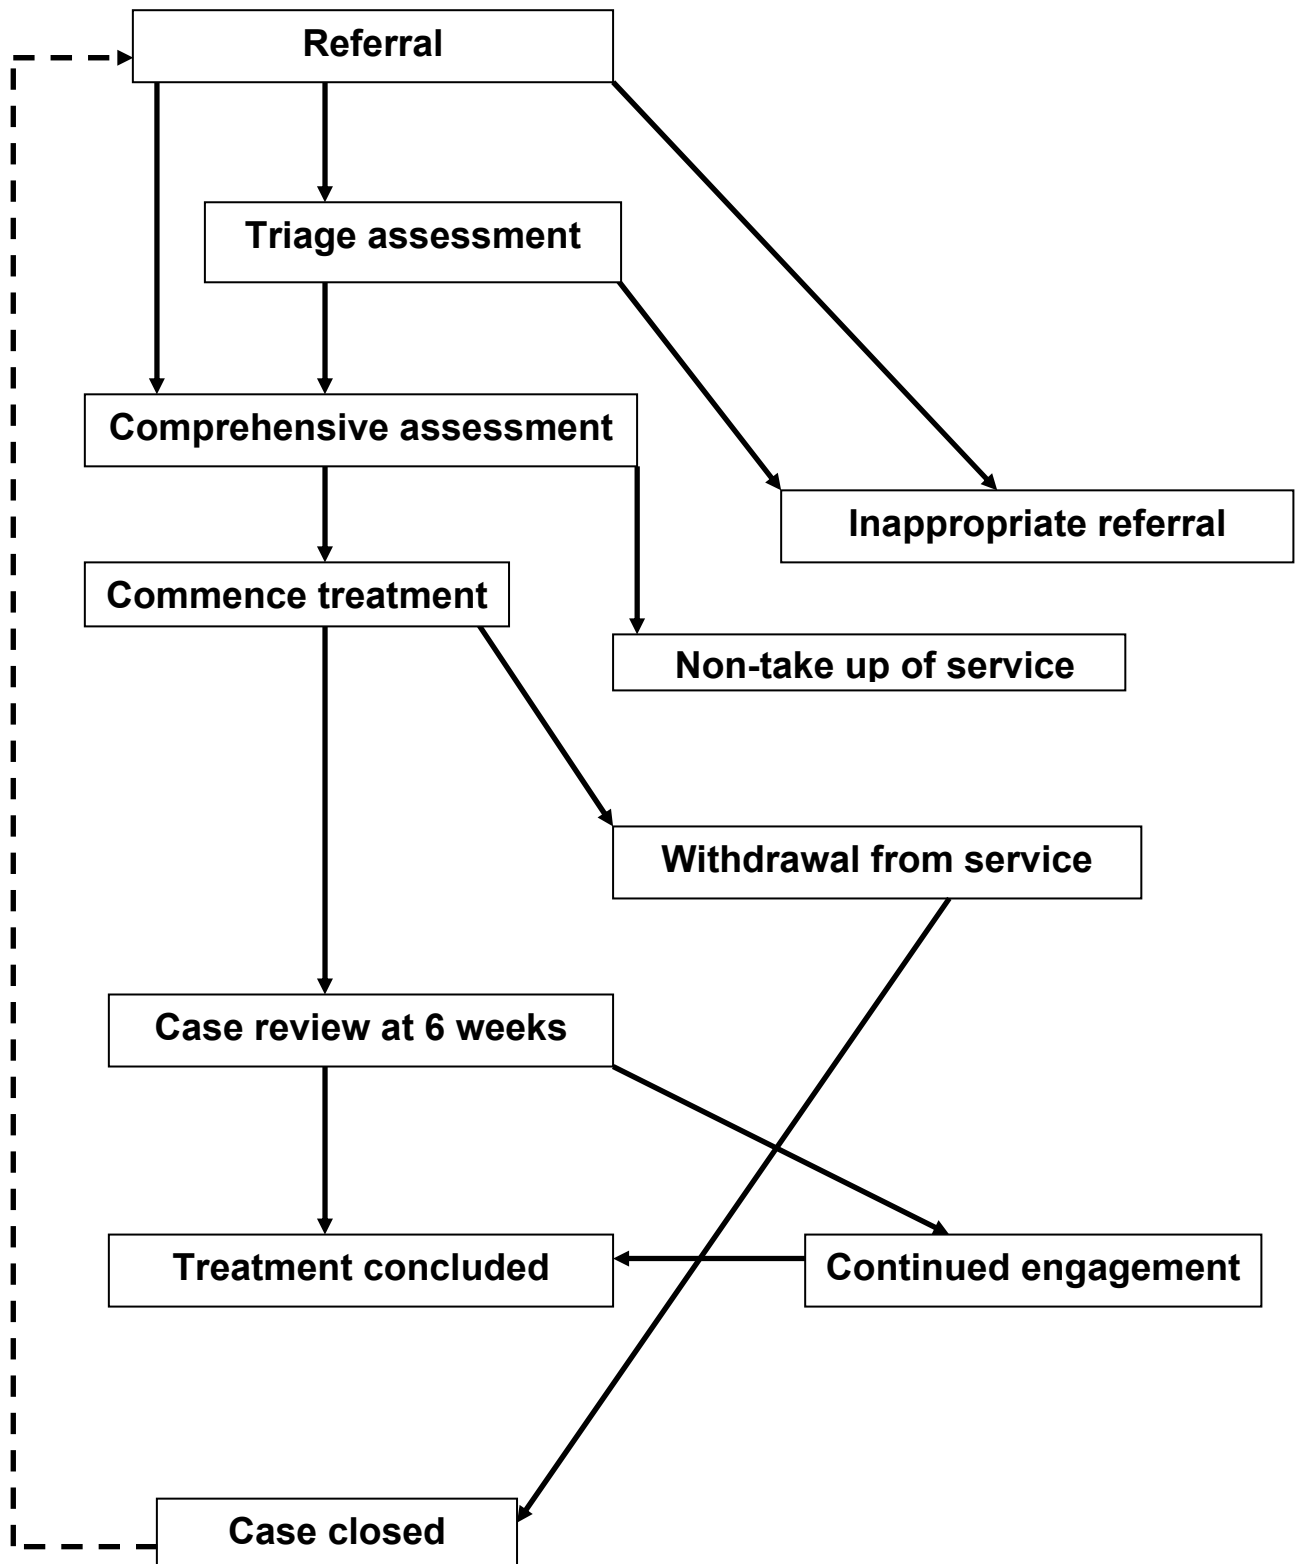 Referral
Triage assessment
Comprehensive assessment
Inappropriate referral
Commence treatment
Non-take up of service
Withdrawal from service
Case review at 6 weeks
Treatment concluded
Continued engagement
Case closed